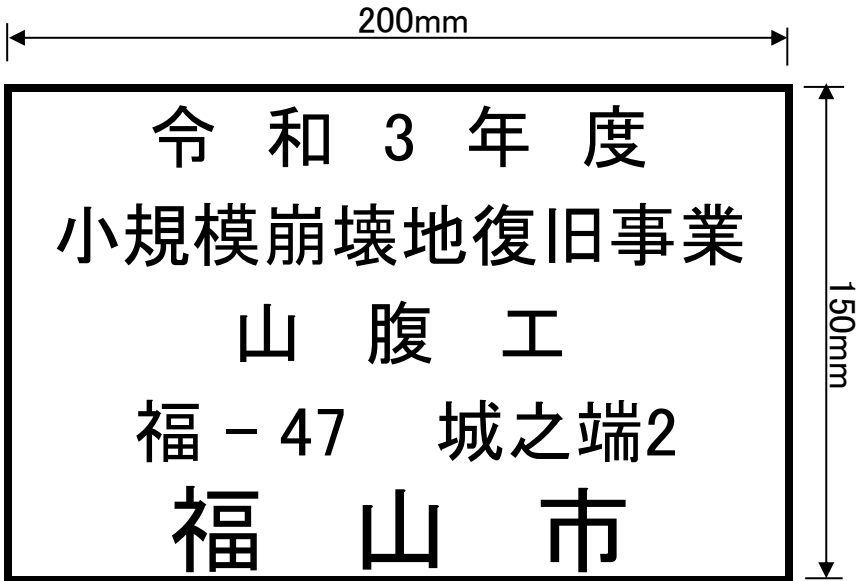 200mm
令 和 3 年 度
小規模崩壊地復旧事業
山 腹 工
福 − 47 城之端2
福 山 市
150mm